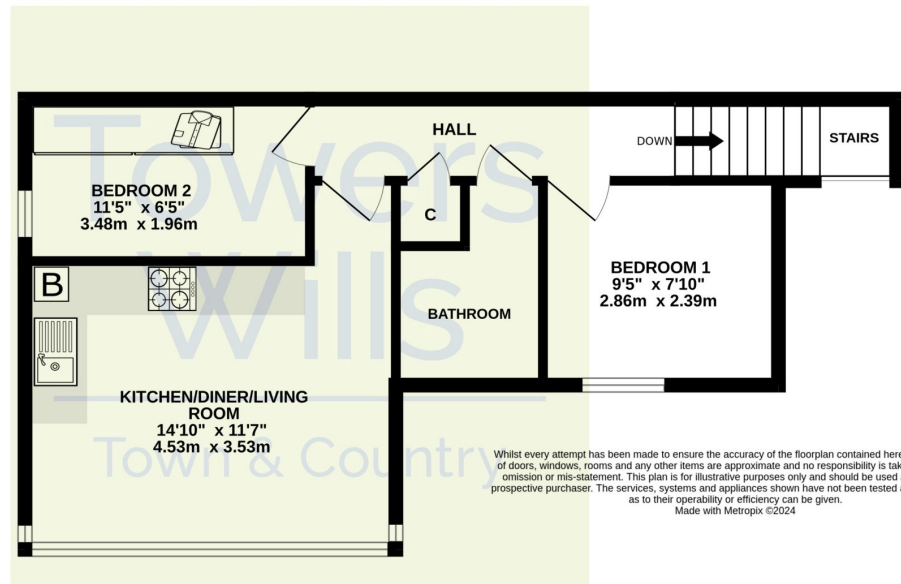 Towers
Wills
Town & Country
HALL
DOWN
STAIRS
BEDROOM 2
11'5" x 6'5"
3.48m x 1.96m
C
B
BEDROOM 1
9'5" x 7'10"
2.86m x 2.39m
BATHROOM
KITCHEN/DINER/LIVING
ROOM
14'10" x 11'7"
4.53m x 3.53m
Whilst every attempt has been made to ensure the accuracy of the floorplan contained here
of doors, windows, rooms and any other items are approximate and no responsibility is tak
omission or mis-statement. This plan is for illustrative purposes only and should be used
prospective purchaser. The services, systems and appliances shown have not been tested
as to their operability or efficiency can be given.
Made with Metropix ©2024